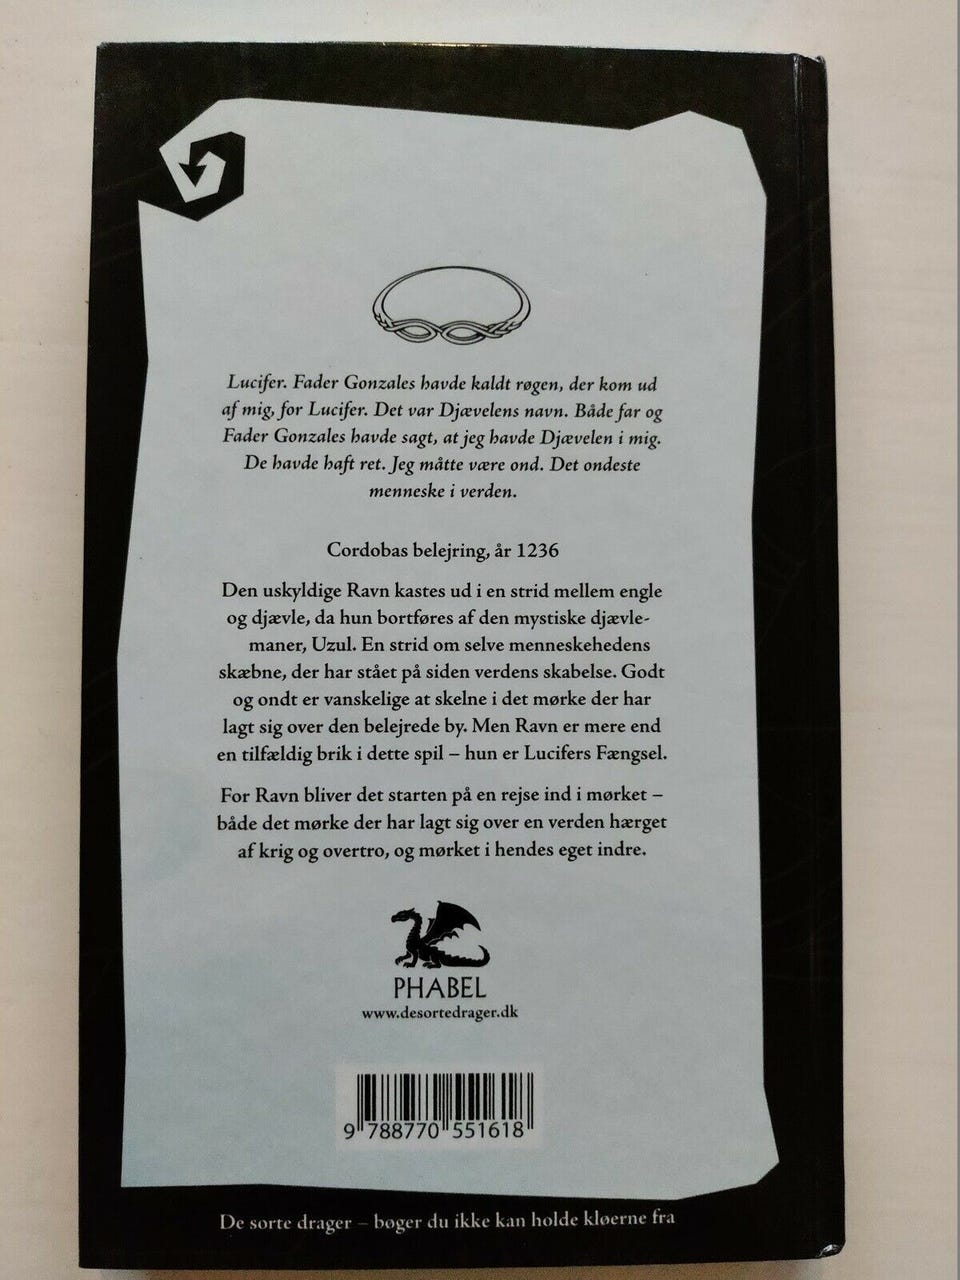 Lucifer. Fader Gonzales havde kaldt røgen, der kom ud
af mig, for Lucifer. Det var Djævelens navn. Både far og
Fader Gonzales havde sagt, at jeg havde Djævelen i mig.
De havde haft ret. Jeg måtte være ond. Det ondeste
menneske i verden.
Cordobas belejring, år 1236
Den uskyldige Ravn kastes ud i en strid mellem engle
og djævle, da hun bortføres af den mystiske djævle-
maner, Uzul. En strid om selve menneskehedens
skæbne, der har stået på siden verdens skabelse. Godt
og ondt er vanskelige at skelne i det mørke der har
lagt sig over den belejrede by. Men Ravn er mere end
en tilfældig brik i dette spil – hun er Lucifers Fængsel.
For Ravn bliver det starten på en rejse ind i mørket –
både det mørke der har lagt sig over en verden hærget
af krig og overtro, og mørket i hendes eget indre.
PHABEL
www.desortedrager.dk
9 788770 551618
De sorte drager – bøger du ikke kan holde kløerne fra